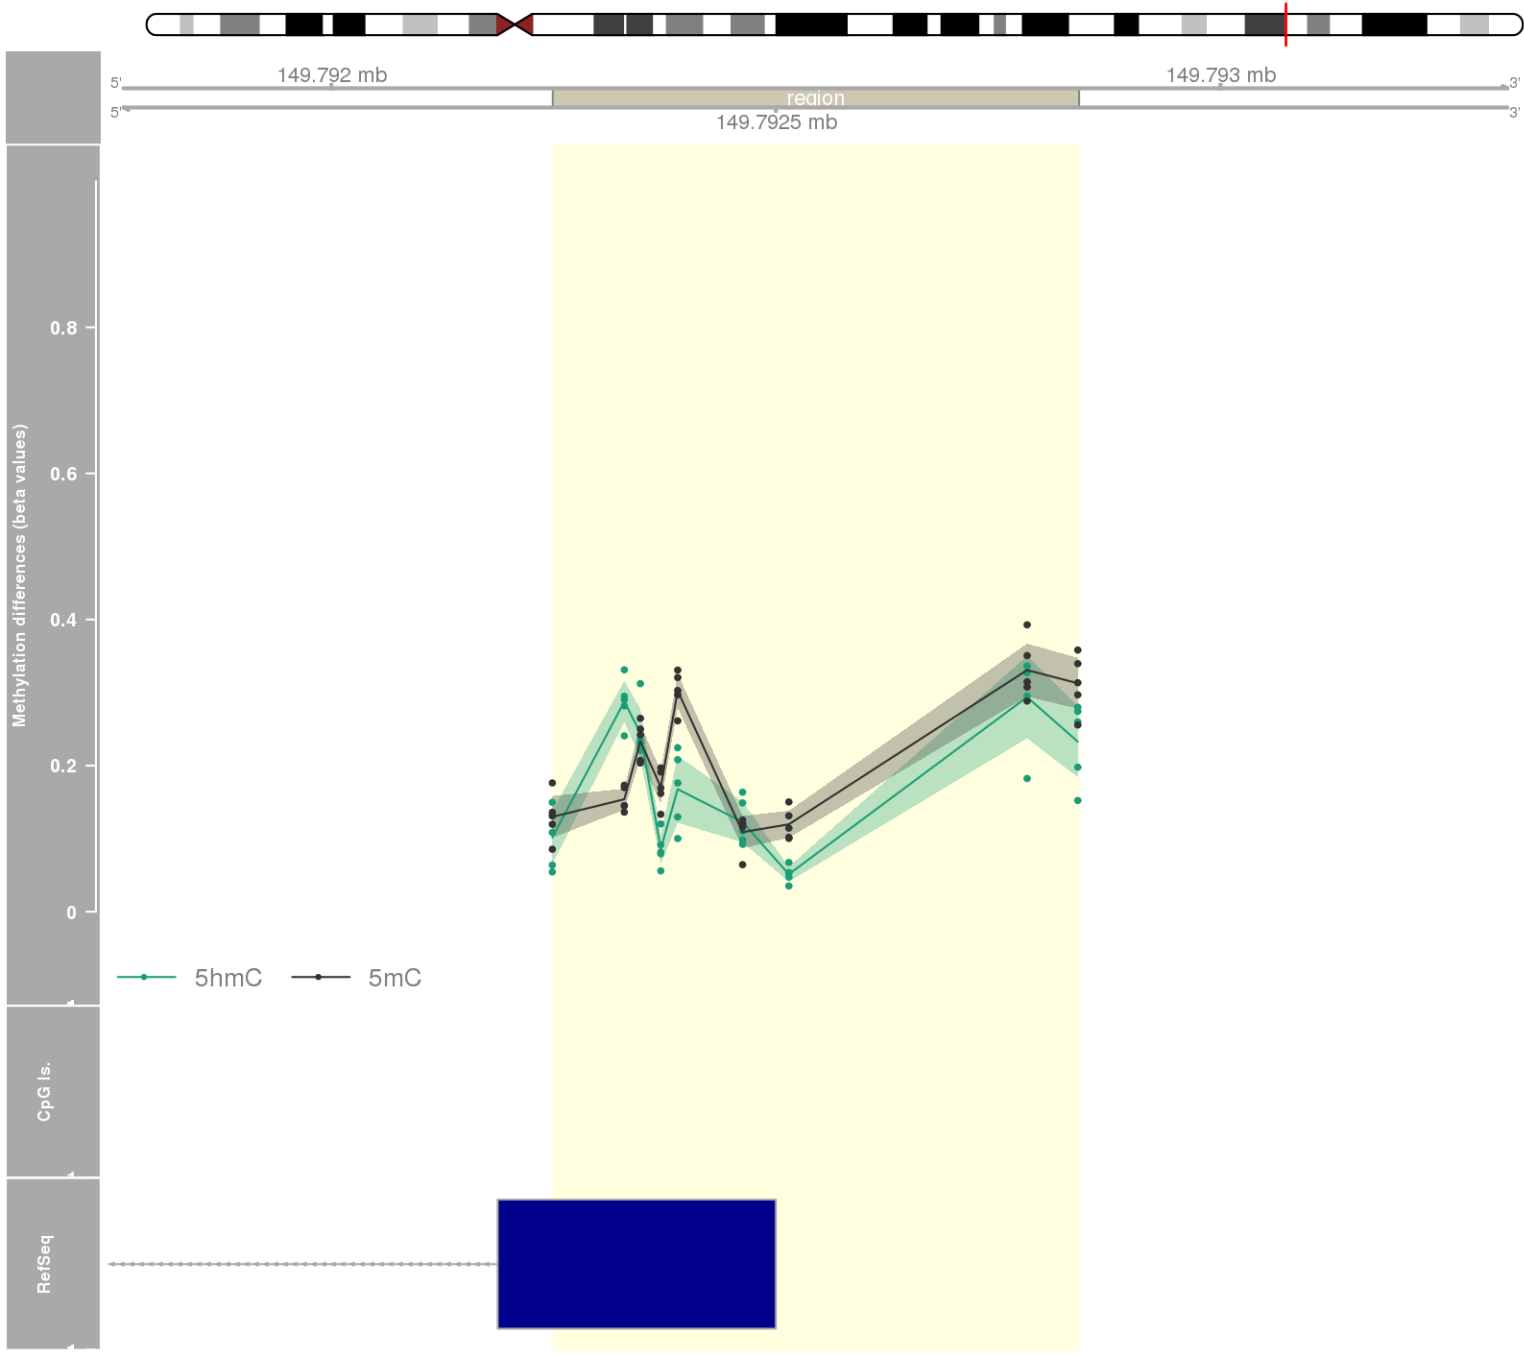 149.792 mb
149.793 mb
5'
3'
region
5'
3'
149.7925 mb
Methylation differences (beta values)
0.8
0.6
0.4
0.2
0
5hmC
5mC
CpG Is.
RefSeq